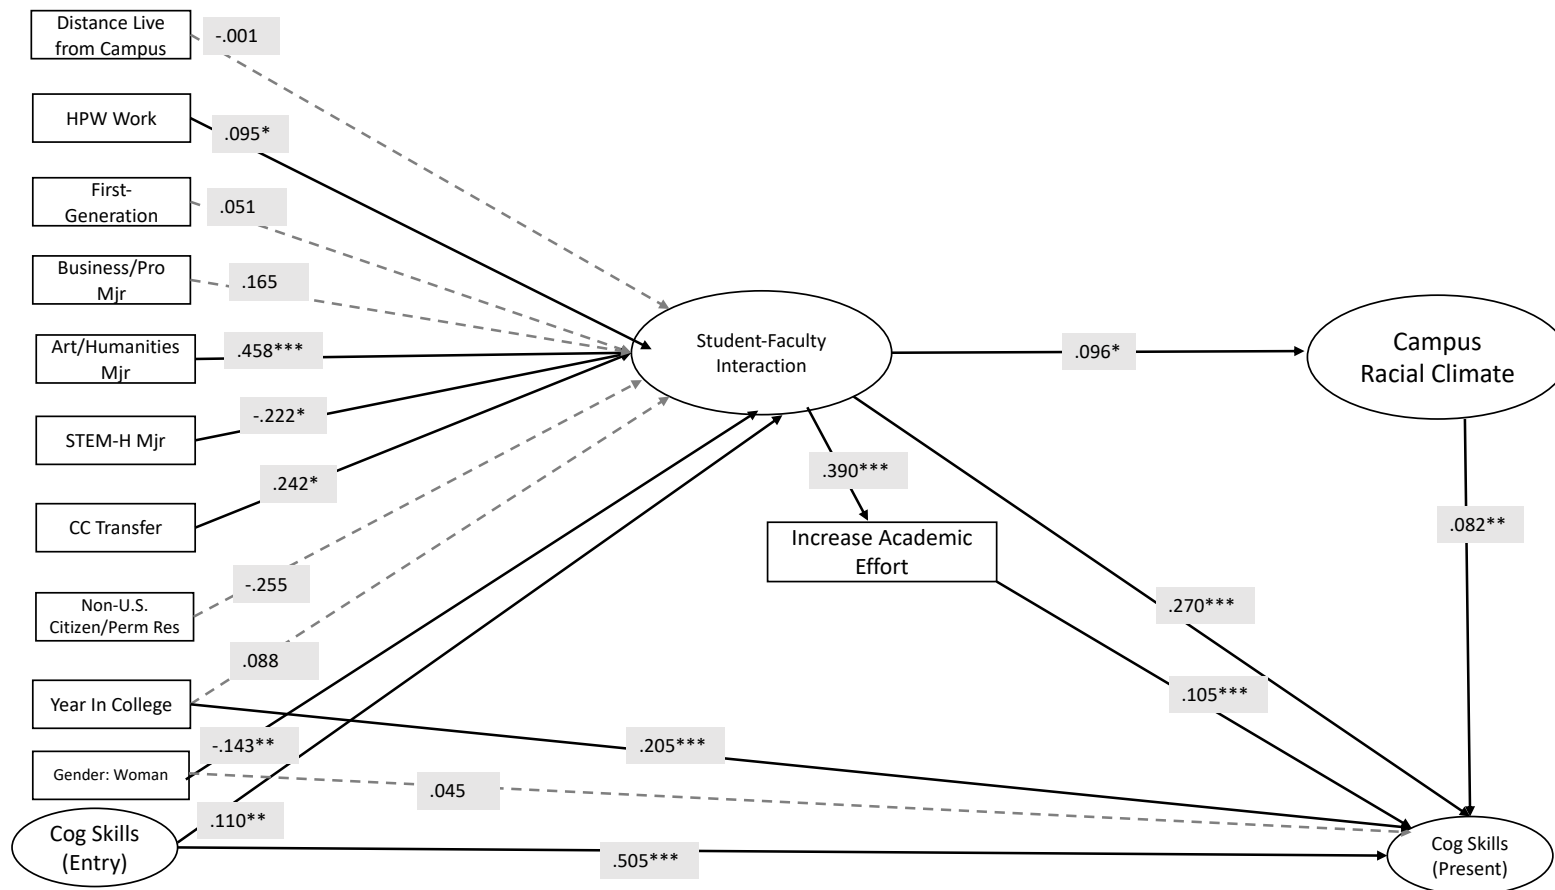 Distance Live
from Campus
-.001
HPW Work
.095*
First-
Generation
.051
Business/Pro
Mjr
.165
Art/Humanities
Mjr
.458***
STEM-H Mjr
-.222*
CC Transfer
.242*
Non-U.S.
Citizen/Perm Res
-.255
Year In College
.088
.205***
Gender: Woman
-.143**
.045
Cog Skills
(Entry)
.110**
.505***
Student-Faculty
Interaction
.096*
.390***
Increase Academic
Effort
.270***
.105***
Campus
Racial Climate
.082**
Cog Skills
(Present)